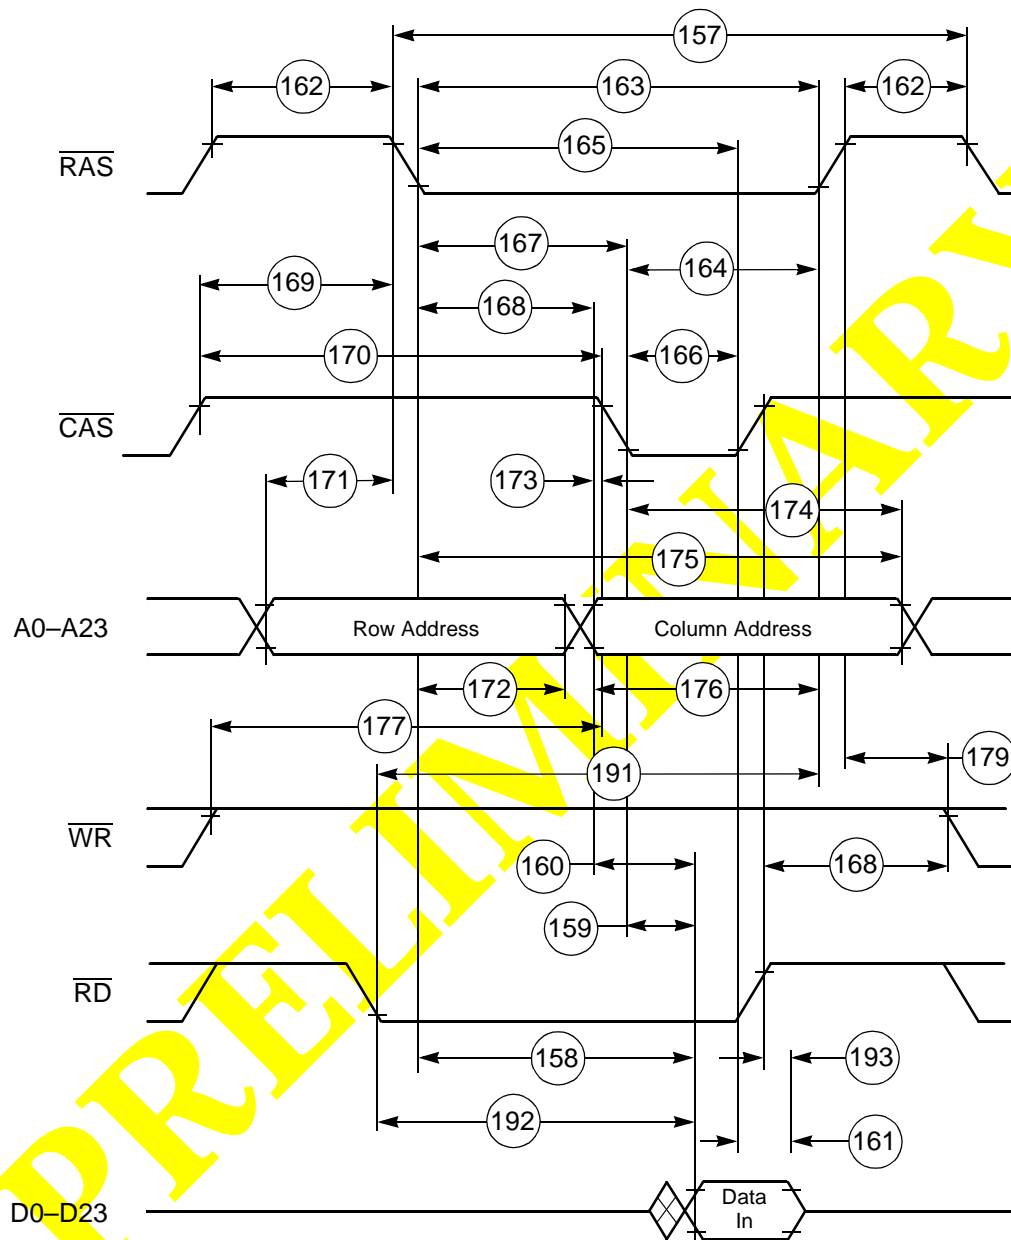 157
162
163
162
165
RAS
167
164
169
168
170
166
CAS
171
173
174
175
A0–A23
Row Address
Column Address
172
176
177
179
191
WR
160
168
159
RD
158
193
192
161
D0–D23
Data
In
PRELIMINARY